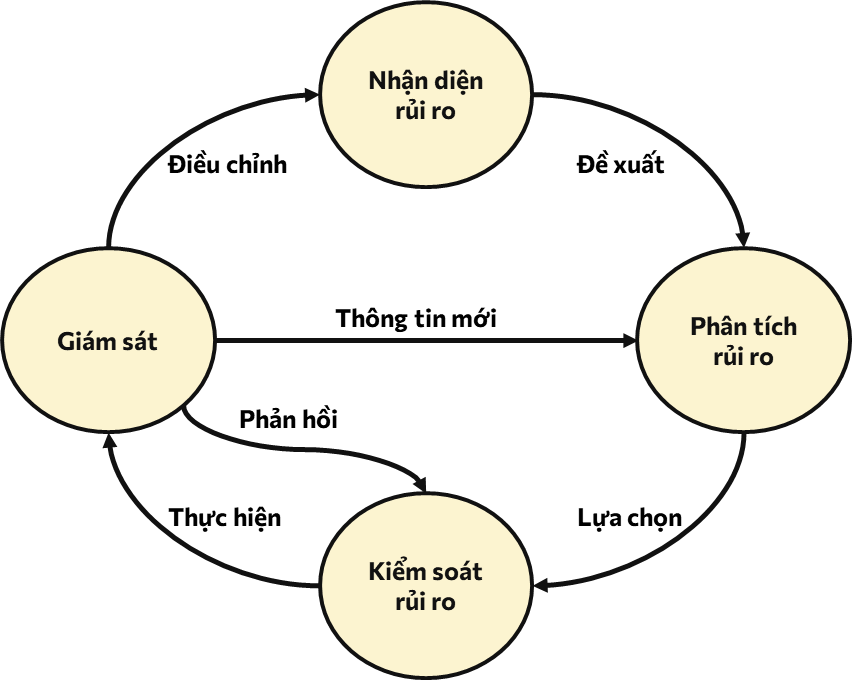 Nhận diện
rủi ro
Điều chỉnh
Đề xuất
Giám sát
Thông tin mới
Phân tích
rủi ro
Phản hồi
Thực hiện
Lựa chọn
Kiểm soát
rủi ro